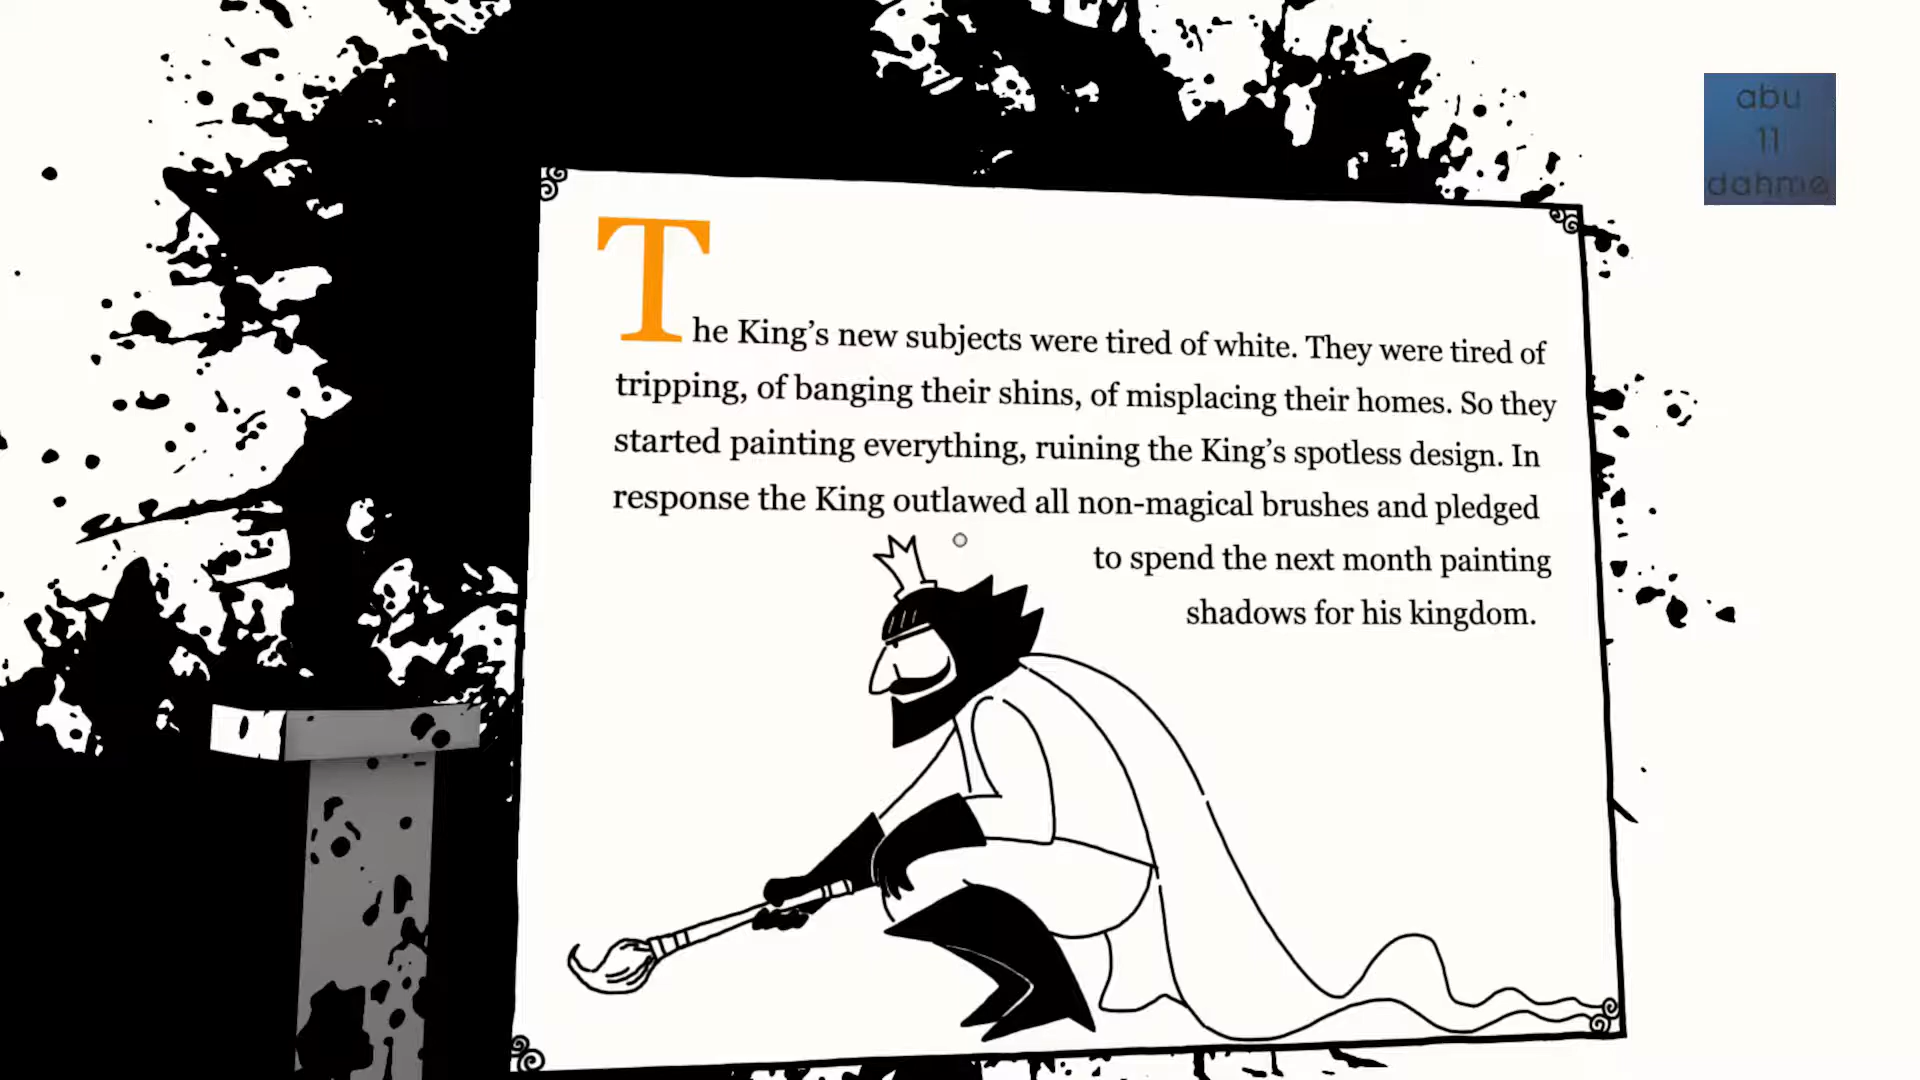 The King's new subjects were tired of white. They were tired of
tripping, of banging their shins, of misplacing their homes. So they
started painting everything, ruining the King's spotless design. In
response the King outlawed all non-magical brushes and pledged
to spend the next month painting
shadows for his kingdom.
abu
11
dahme